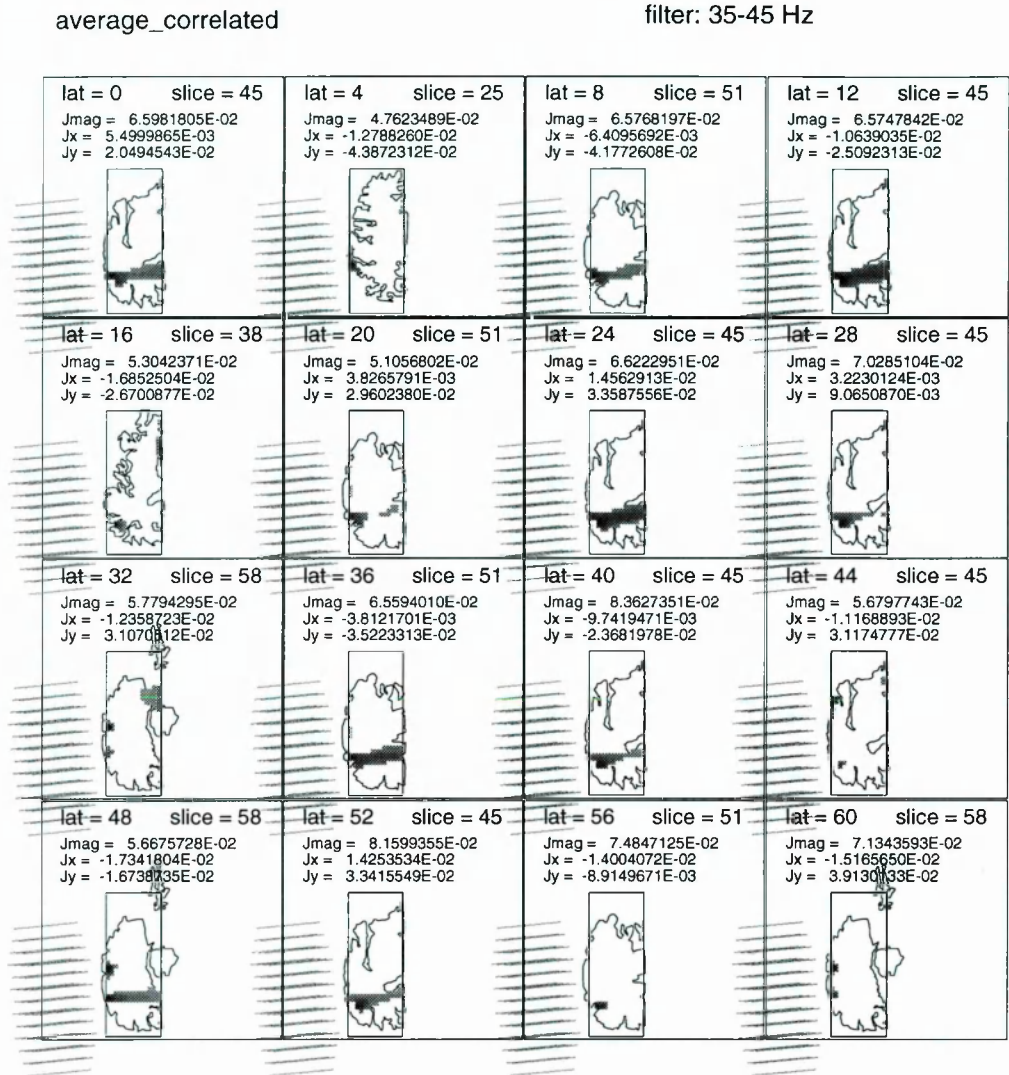 average_correlated
filter: 35-45 Hz
lat = 0 slice = 45
Jmag = 6.5981805E-02
Jx = 5.4999865E-03
Jy = 2.0494543E-02
lat = 4 slice = 25
Jmag = 4.7623489E-02
Jx = -1.2788260E-02
Jy = -4.3872312E-02
lat = 8 slice = 51
Jmag = 6.5768197E-02
Jx = -6.4095692E-03
Jy = -4.1772608E-02
lat = 12 slice = 45
Jmag = 6.5747842E-02
Jx = -1.0639035E-02
Jy = -2.5092313E-02
lat = 16 slice = 38
Jmag = 5.3042371E-02
Jx = -1.6852504E-02
Jy = -2.6700877E-02
lat = 20 slice = 51
Jmag = 5.1056802E-02
Jx = 3.8265791E-03
Jy = 2.9602380E-02
lat = 24 slice = 45
Jmag = 6.6222951E-02
Jx = 1.4562913E-02
Jy = 3.3587556E-02
lat = 28 slice = 45
Jmag = 7.0285104E-02
Jx = 3.2230124E-03
Jy = 9.0650870E-03
lat = 32 slice = 58
Jmag = 5.7794295E-02
Jx = -1.2358723E-02
Jy =
lat = 36 slice = 51
Jmag = 6.5594010E-02
Jx = -3.8121701E-03
Jy = -3.5223313E-02
lat = 40 slice = 45
Jmag = 8.3627351E-02
Jx = -9.7419471E-03
Jy = -2.3681978E-02
lat = 44 slice = 45
Jmag = 5.6797743E-02
Jx = -1.1168893E-02
Jy = 3.1174777E-02
lat = 48 slice = 58
Jmag = 5.6675728E-02
Jx = -1.7341804E-02
Jy = -1.6738735E-02
lat = 52 slice = 45
Jmag = 8.1599355E-02
Jx = 1.4253534E-02
Jy = 3.3415549E-02
lat = 56 slice = 51
Jmag = 7.4847125E-02
Jx = -1.4004072E-02
Jy = -8.9149671E-03
lat = 60 slice = 58
Jmag = 7.1343593E-02
Jx = -1.5165650E-02
Jy =